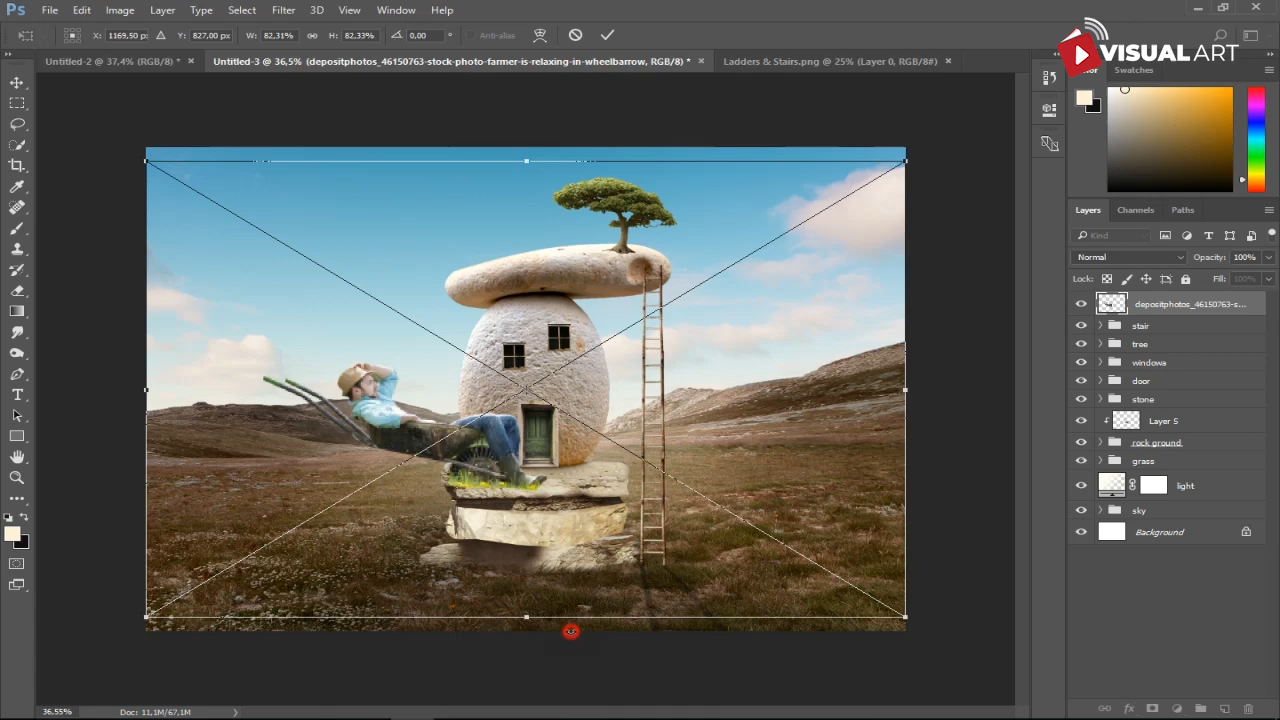 Ps File Edit Image Layer Type Select Filter 3D View Window Help
X: 1169,50 px Y: 827,00 px W: 82,31% H: 82,33% 0,00 ° Anti-alias
VISUAL ART
Untitled-2 @ 37,4% (RGB/8) * × Untitled-3 @ 36,5% (depositphotos_46150763-stock-photo-farmer-is-relaxing-in-wheelbarrow, RGB/8) * × Ladders & Stairs.png @ 25% (Layer 0, RGB/8#) ×
Swatches
Layers Channels Paths
Kind
Normal Opacity: 100%
Lock: Fill: 100%
depositphotos_46150763-s...
stair
tree
windows
door
stone
Layer 5
rock ground
grass
light
sky
Background
36,55% Doc: 11,1M/67,1M